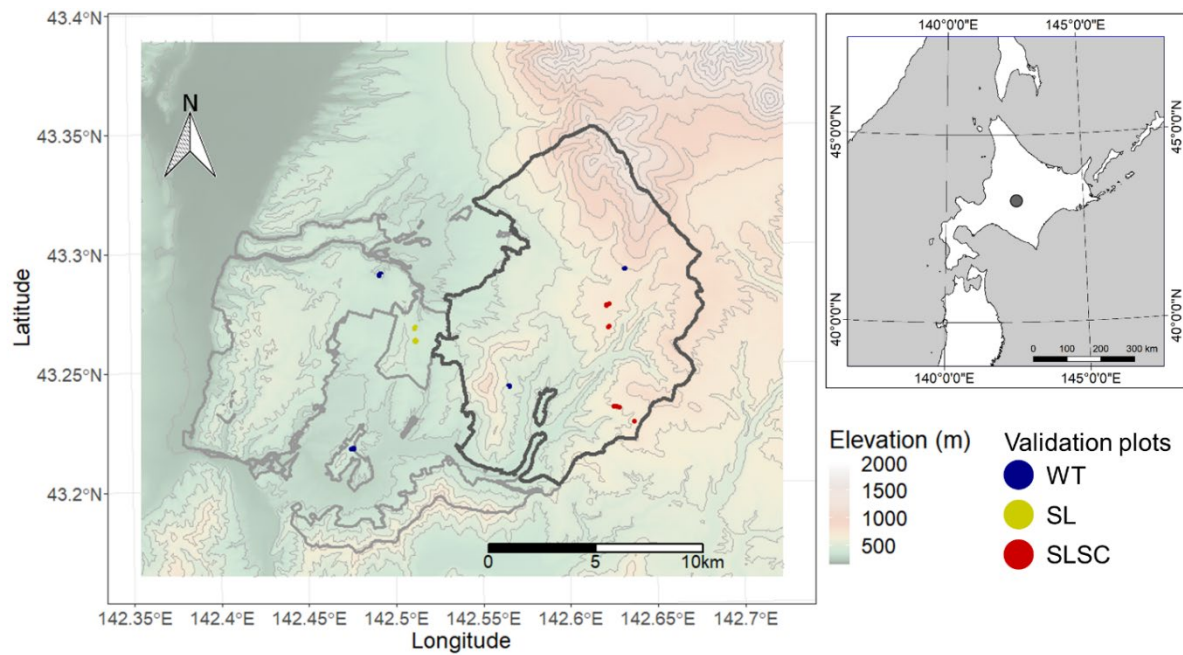 43.4°N
43.35°N
43.3°N
43.25°N
43.2°N
Latitude
N
0 5 10km
142.35°E 142.4°E 142.45°E 142.5°E 142.55°E 142.6°E 142.65°E 142.7°E
Longitude
140°0'0"E 145°0'0"E
45°0'0"N 45°0'0"N
40°0'0"N 40°0'0"N
0 100 200 300 km
140°0'0"E 145°0'0"E
Elevation (m)
2000
1500
1000
500
Validation plots
WT
SL
SLSC